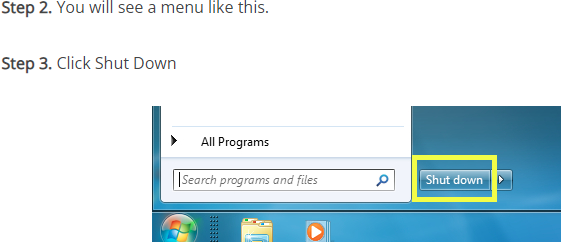 Step 2. You will see a menu like this.
Step 3. Click Shut Down
All Programs
Search programs and files
Shut down